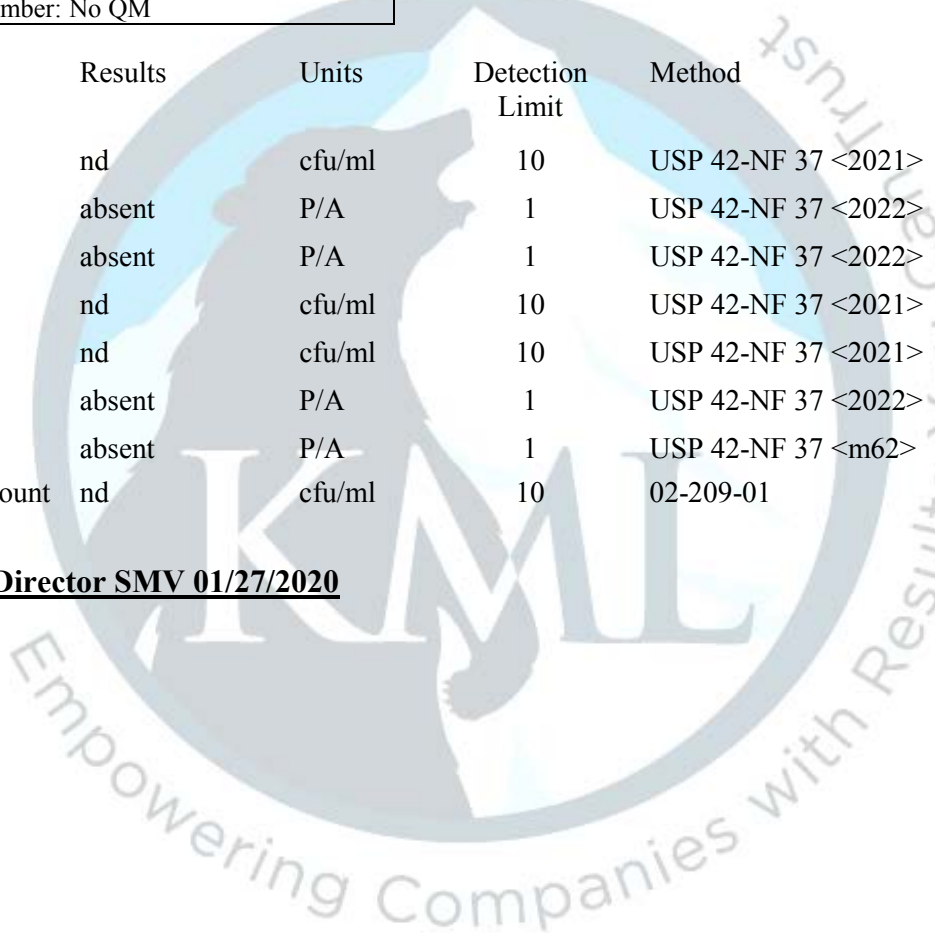 mber: No QM
Results Units Detection Limit Method
nd cfu/ml 10 USP 42-NF 37 <2021>
absent P/A 1 USP 42-NF 37 <2022>
absent P/A 1 USP 42-NF 37 <2022>
nd cfu/ml 10 USP 42-NF 37 <2021>
nd cfu/ml 10 USP 42-NF 37 <2021>
absent P/A 1 USP 42-NF 37 <2022>
absent P/A 1 USP 42-NF 37 <m62>
ount nd cfu/ml 10 02-209-01
Director SMV 01/27/2020
KML
Empowering Companies with Results
an Trust